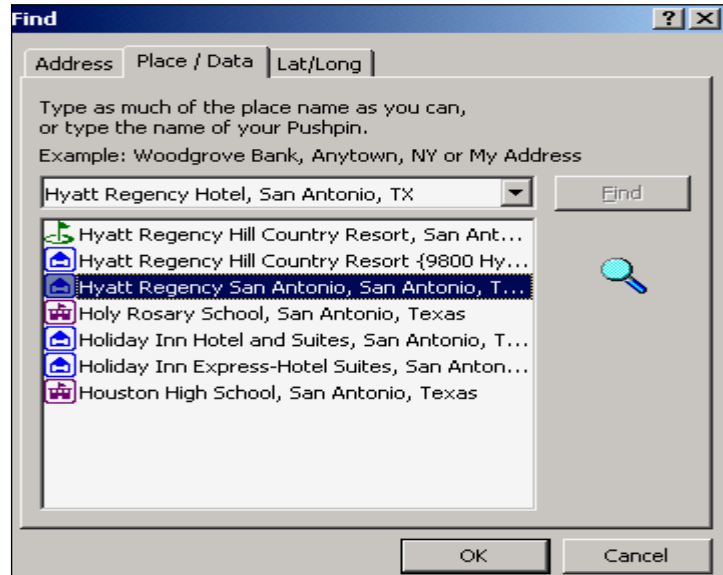 Find
Address Place / Data Lat/Long
Type as much of the place name as you can,
or type the name of your Pushpin.
Example: Woodgrove Bank, Anytown, NY or My Address
Hyatt Regency Hotel, San Antonio, TX Find
Hyatt Regency Hill Country Resort, San Ant...
Hyatt Regency Hill Country Resort -{9800 Hy...
Hyatt Regency San Antonio, San Antonio, T...
Holy Rosary School, San Antonio, Texas
Holiday Inn Hotel and Suites, San Antonio, T...
Holiday Inn Express-Hotel Suites, San Anton...
Houston High School, San Antonio, Texas
OK Cancel